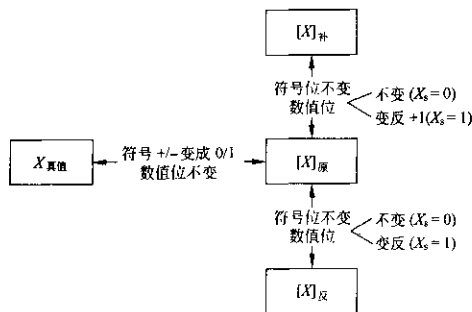 [X]补
符号位不变
数值位
不变 (Xs = 0)
变反 +1(Xs = 1)
X真值
符号 +/− 变成 0/1
数值位不变
[X]原
符号位不变
数值位
不变 (Xs = 0)
变反 (Xs = 1)
[X]反